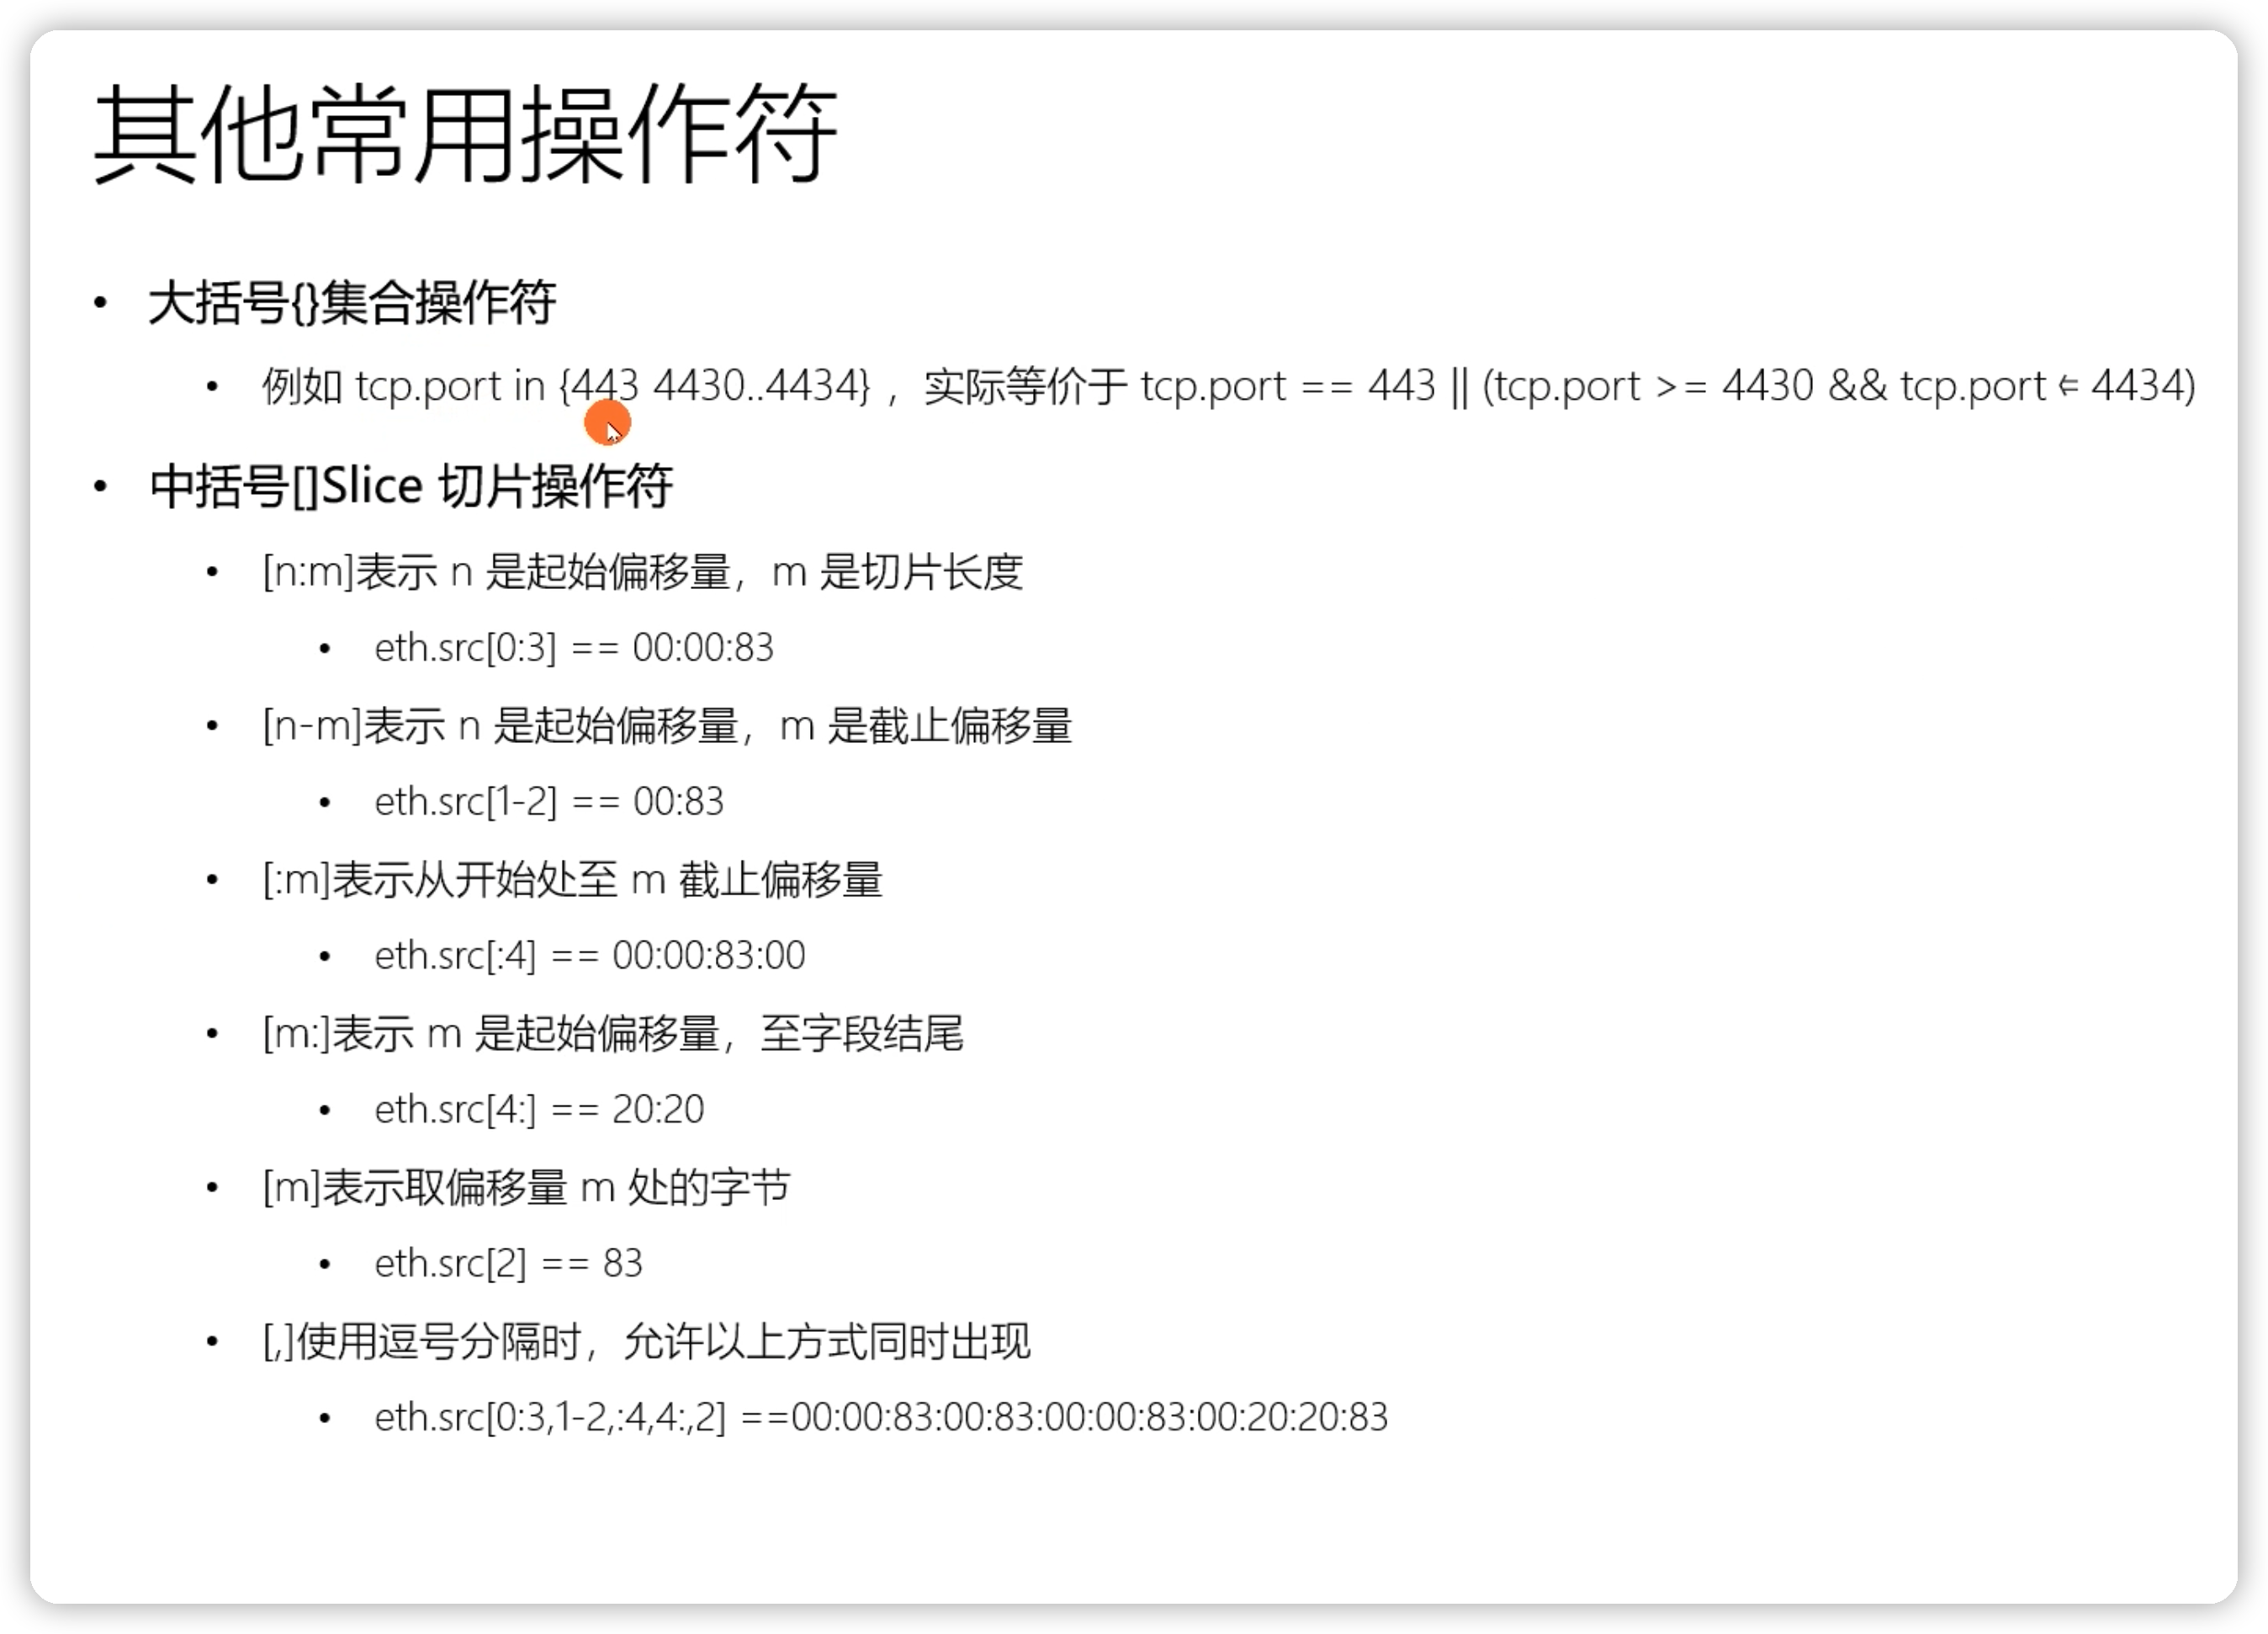 其他常用操作符
• 大括号{}集合操作符
• 例如 tcp.port in {443 4430..4434} ，实际等价于 tcp.port == 443 || (tcp.port >= 4430 && tcp.port ⇐ 4434)
• 中括号[]Slice 切片操作符
• [n:m]表示 n 是起始偏移量，m 是切片长度
• eth.src[0:3] == 00:00:83
• [n-m]表示 n 是起始偏移量，m 是截止偏移量
• eth.src[1-2] == 00:83
• [:m]表示从开始处至 m 截止偏移量
• eth.src[:4] == 00:00:83:00
• [m:]表示 m 是起始偏移量，至字段结尾
• eth.src[4:] == 20:20
• [m]表示取偏移量 m 处的字节
• eth.src[2] == 83
• [,]使用逗号分隔时，允许以上方式同时出现
• eth.src[0:3,1-2,:4,4:,2] ==00:00:83:00:83:00:00:83:00:20:20:83